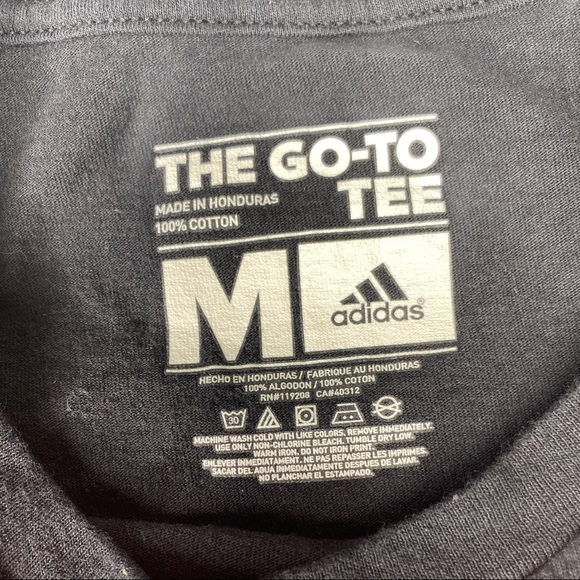 THE GO-TO
TEE
MADE IN HONDURAS
100% COTTON
M
adidas®
HECHO EN HONDURAS / FABRIQUE AU HONDURAS
100% ALGODON / 100% COTON
RN#119208 CA#40312
30
MACHINE WASH COLD WITH LIKE COLORS. REMOVE IMMEDIATELY.
USE ONLY NON-CHLORINE BLEACH. TUMBLE DRY LOW.
WARM IRON. DO NOT IRON PRINT.
ENLEVER IMMEDIATEMENT. NE PAS REPASSER LES IMPRIMES.
SACAR DEL AGUA INMEDIATAMENTE DESPUES DE LAVAR.
NO PLANCHAR EL ESTAMPADO.